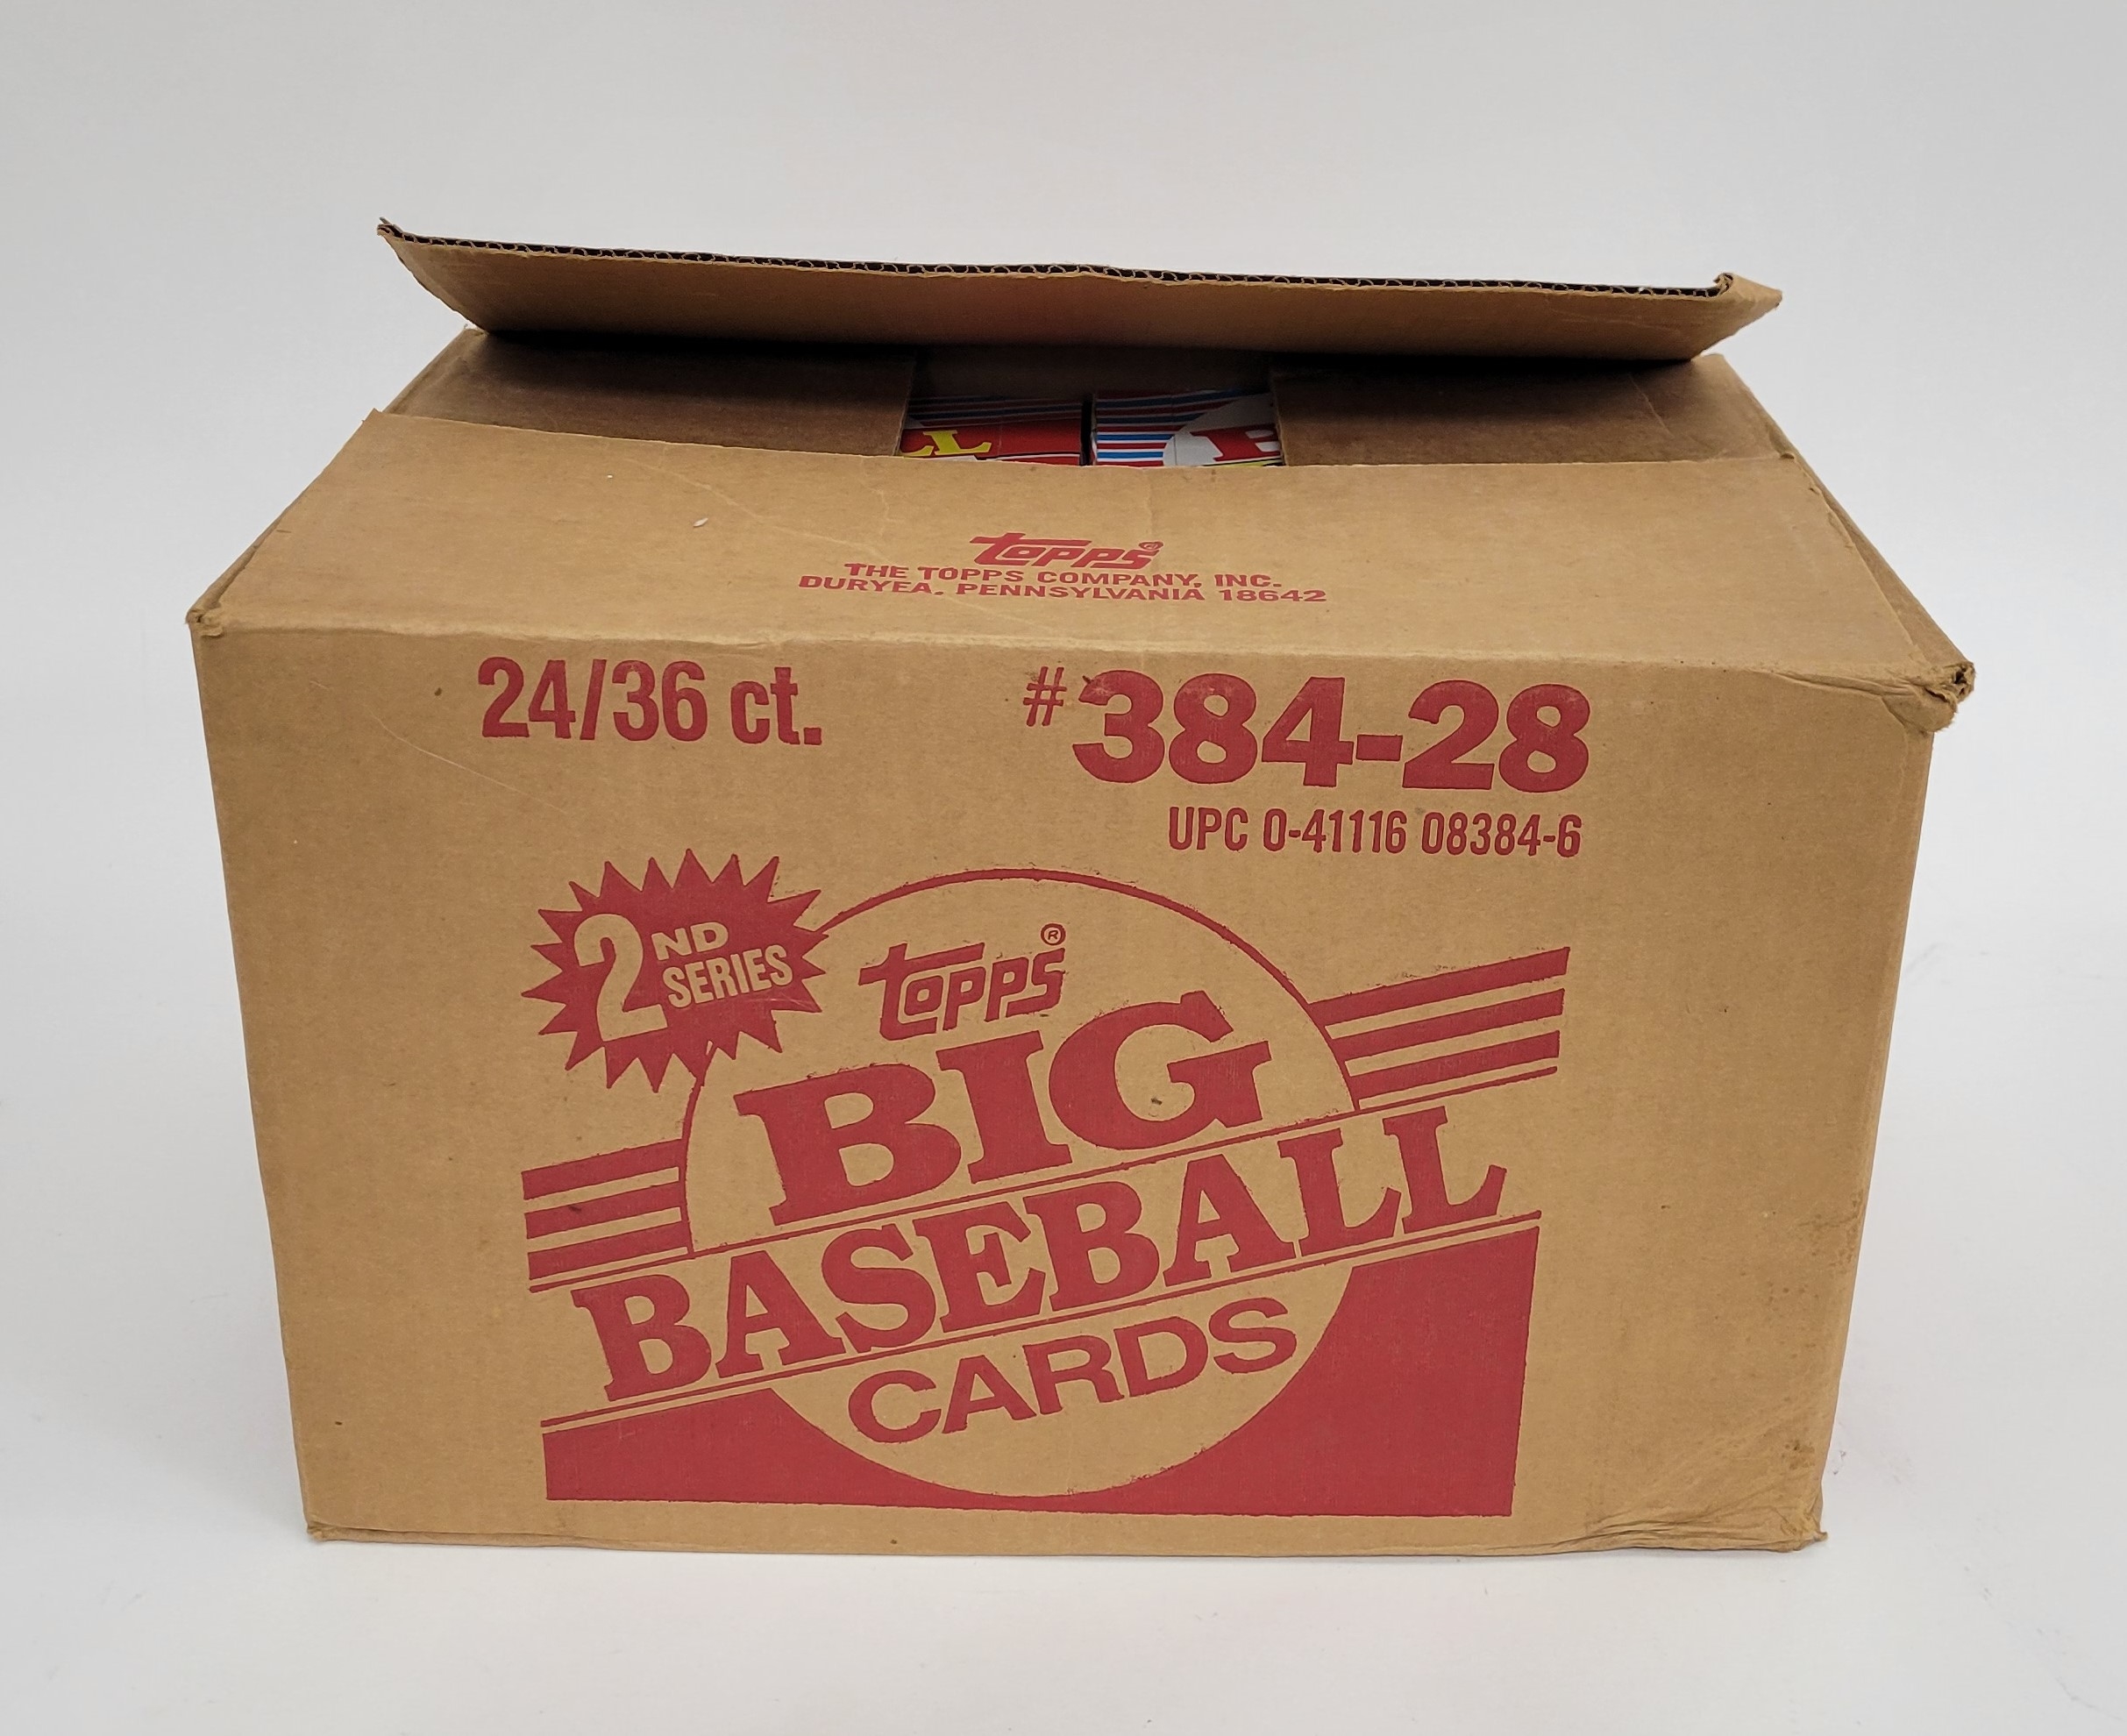 topps®
THE TOPPS COMPANY, INC.
DURYEA, PENNSYLVANIA 18642
24/36 ct.
#384-28
UPC 0-41116 08384-6
2ND
SERIES
topps®
BIG
BASEBALL
CARDS